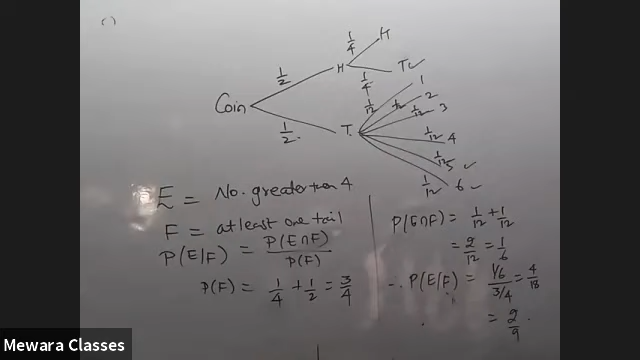 ( )
1/4 H
1/2 H
1/4 T ✓
Coin
1/2 T.
1/12 1
1/12 2
1/12 3
1/12 4
1/12 5 ✓
1/12 6 ✓
E = No. greater than 4
F = at least one tail
P(E/F) = P(E∩F)/P(F)
P(F) = 1/4 + 1/2 = 3/4
P(E∩F) = 1/12 + 1/12
= 2/12 = 1/6
∴ P(E/F) = 1/6 / 3/4 = 4/18
= 2/9.
Mewara Classes